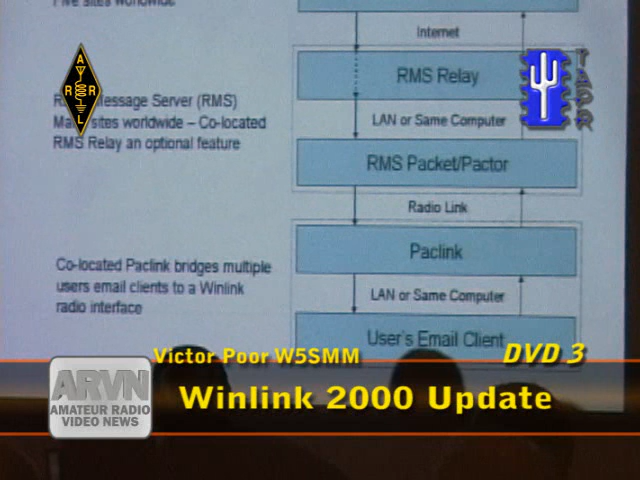 Five sites worldwide
Internet
RMS Relay
Message Server (RMS)
sites worldwide – Co-located
RMS Relay an optional feature
LAN or Same Computer
RMS Packet/Pactor
Radio Link
Paclink
Co-located Paclink bridges multiple
users email clients to a Winlink
radio interface
LAN or Same Computer
User's Email Client
A
R R
L
TAPR
Victor Poor W5SMM
DVD 3
Winlink 2000 Update
ARVN
AMATEUR RADIO
VIDEO NEWS